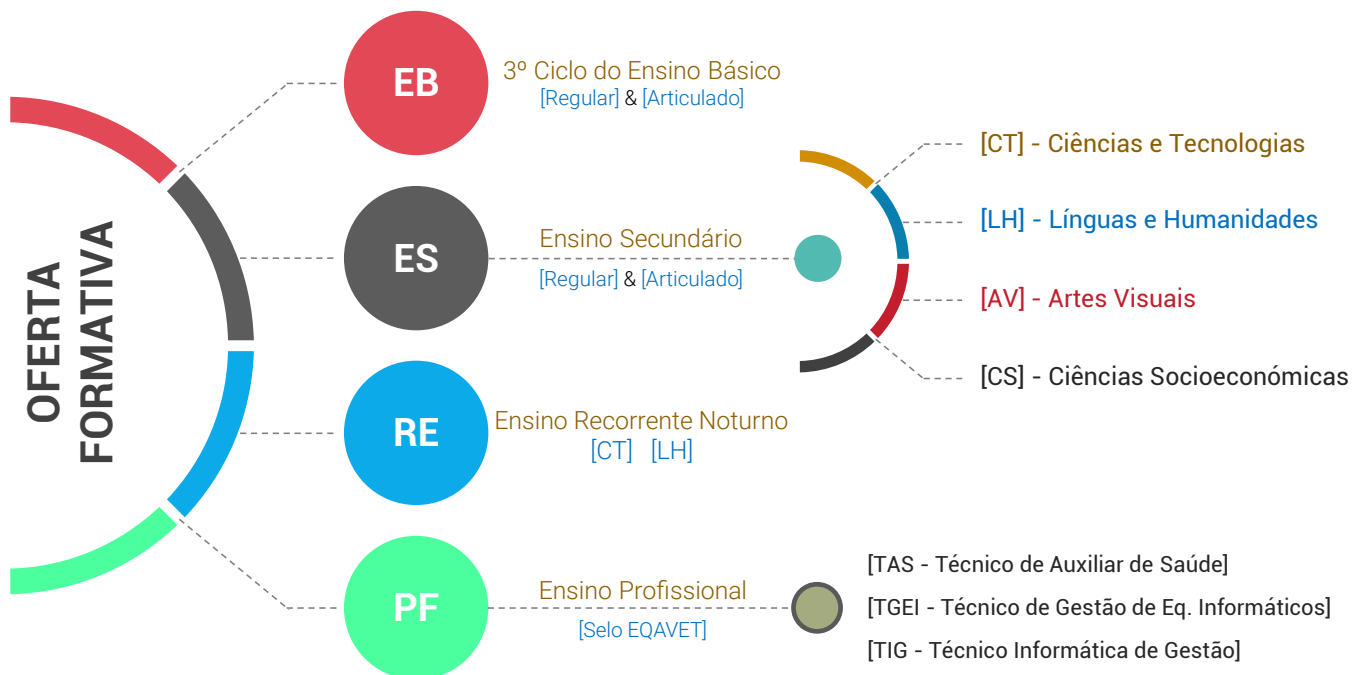 OFERTA
FORMATIVA
EB
3º Ciclo do Ensino Básico
[Regular] & [Articulado]
ES
Ensino Secundário
[Regular] & [Articulado]
[CT] - Ciências e Tecnologias
[LH] - Línguas e Humanidades
[AV] - Artes Visuais
[CS] - Ciências Socioeconómicas
RE
Ensino Recorrente Noturno
[CT] [LH]
PF
Ensino Profissional
[Selo EQAVET]
[TAS - Técnico de Auxiliar de Saúde]
[TGEI - Técnico de Gestão de Eq. Informáticos]
[TIG - Técnico Informática de Gestão]